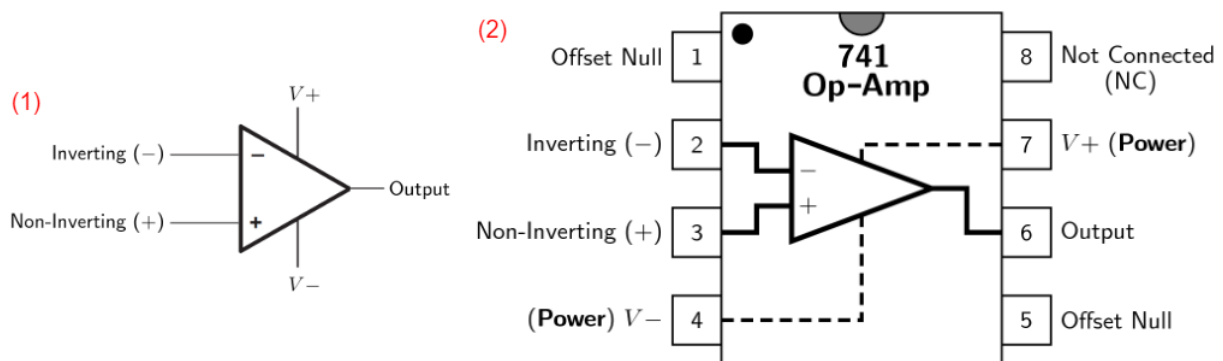 (1)
V+
Inverting (−)
−
Non-Inverting (+)
+
Output
V−
(2)
741
Op-Amp
Offset Null
1
8
Not Connected
(NC)
Inverting (−)
2
−
7
V+ (Power)
Non-Inverting (+)
3
+
6
Output
(Power) V−
4
5
Offset Null